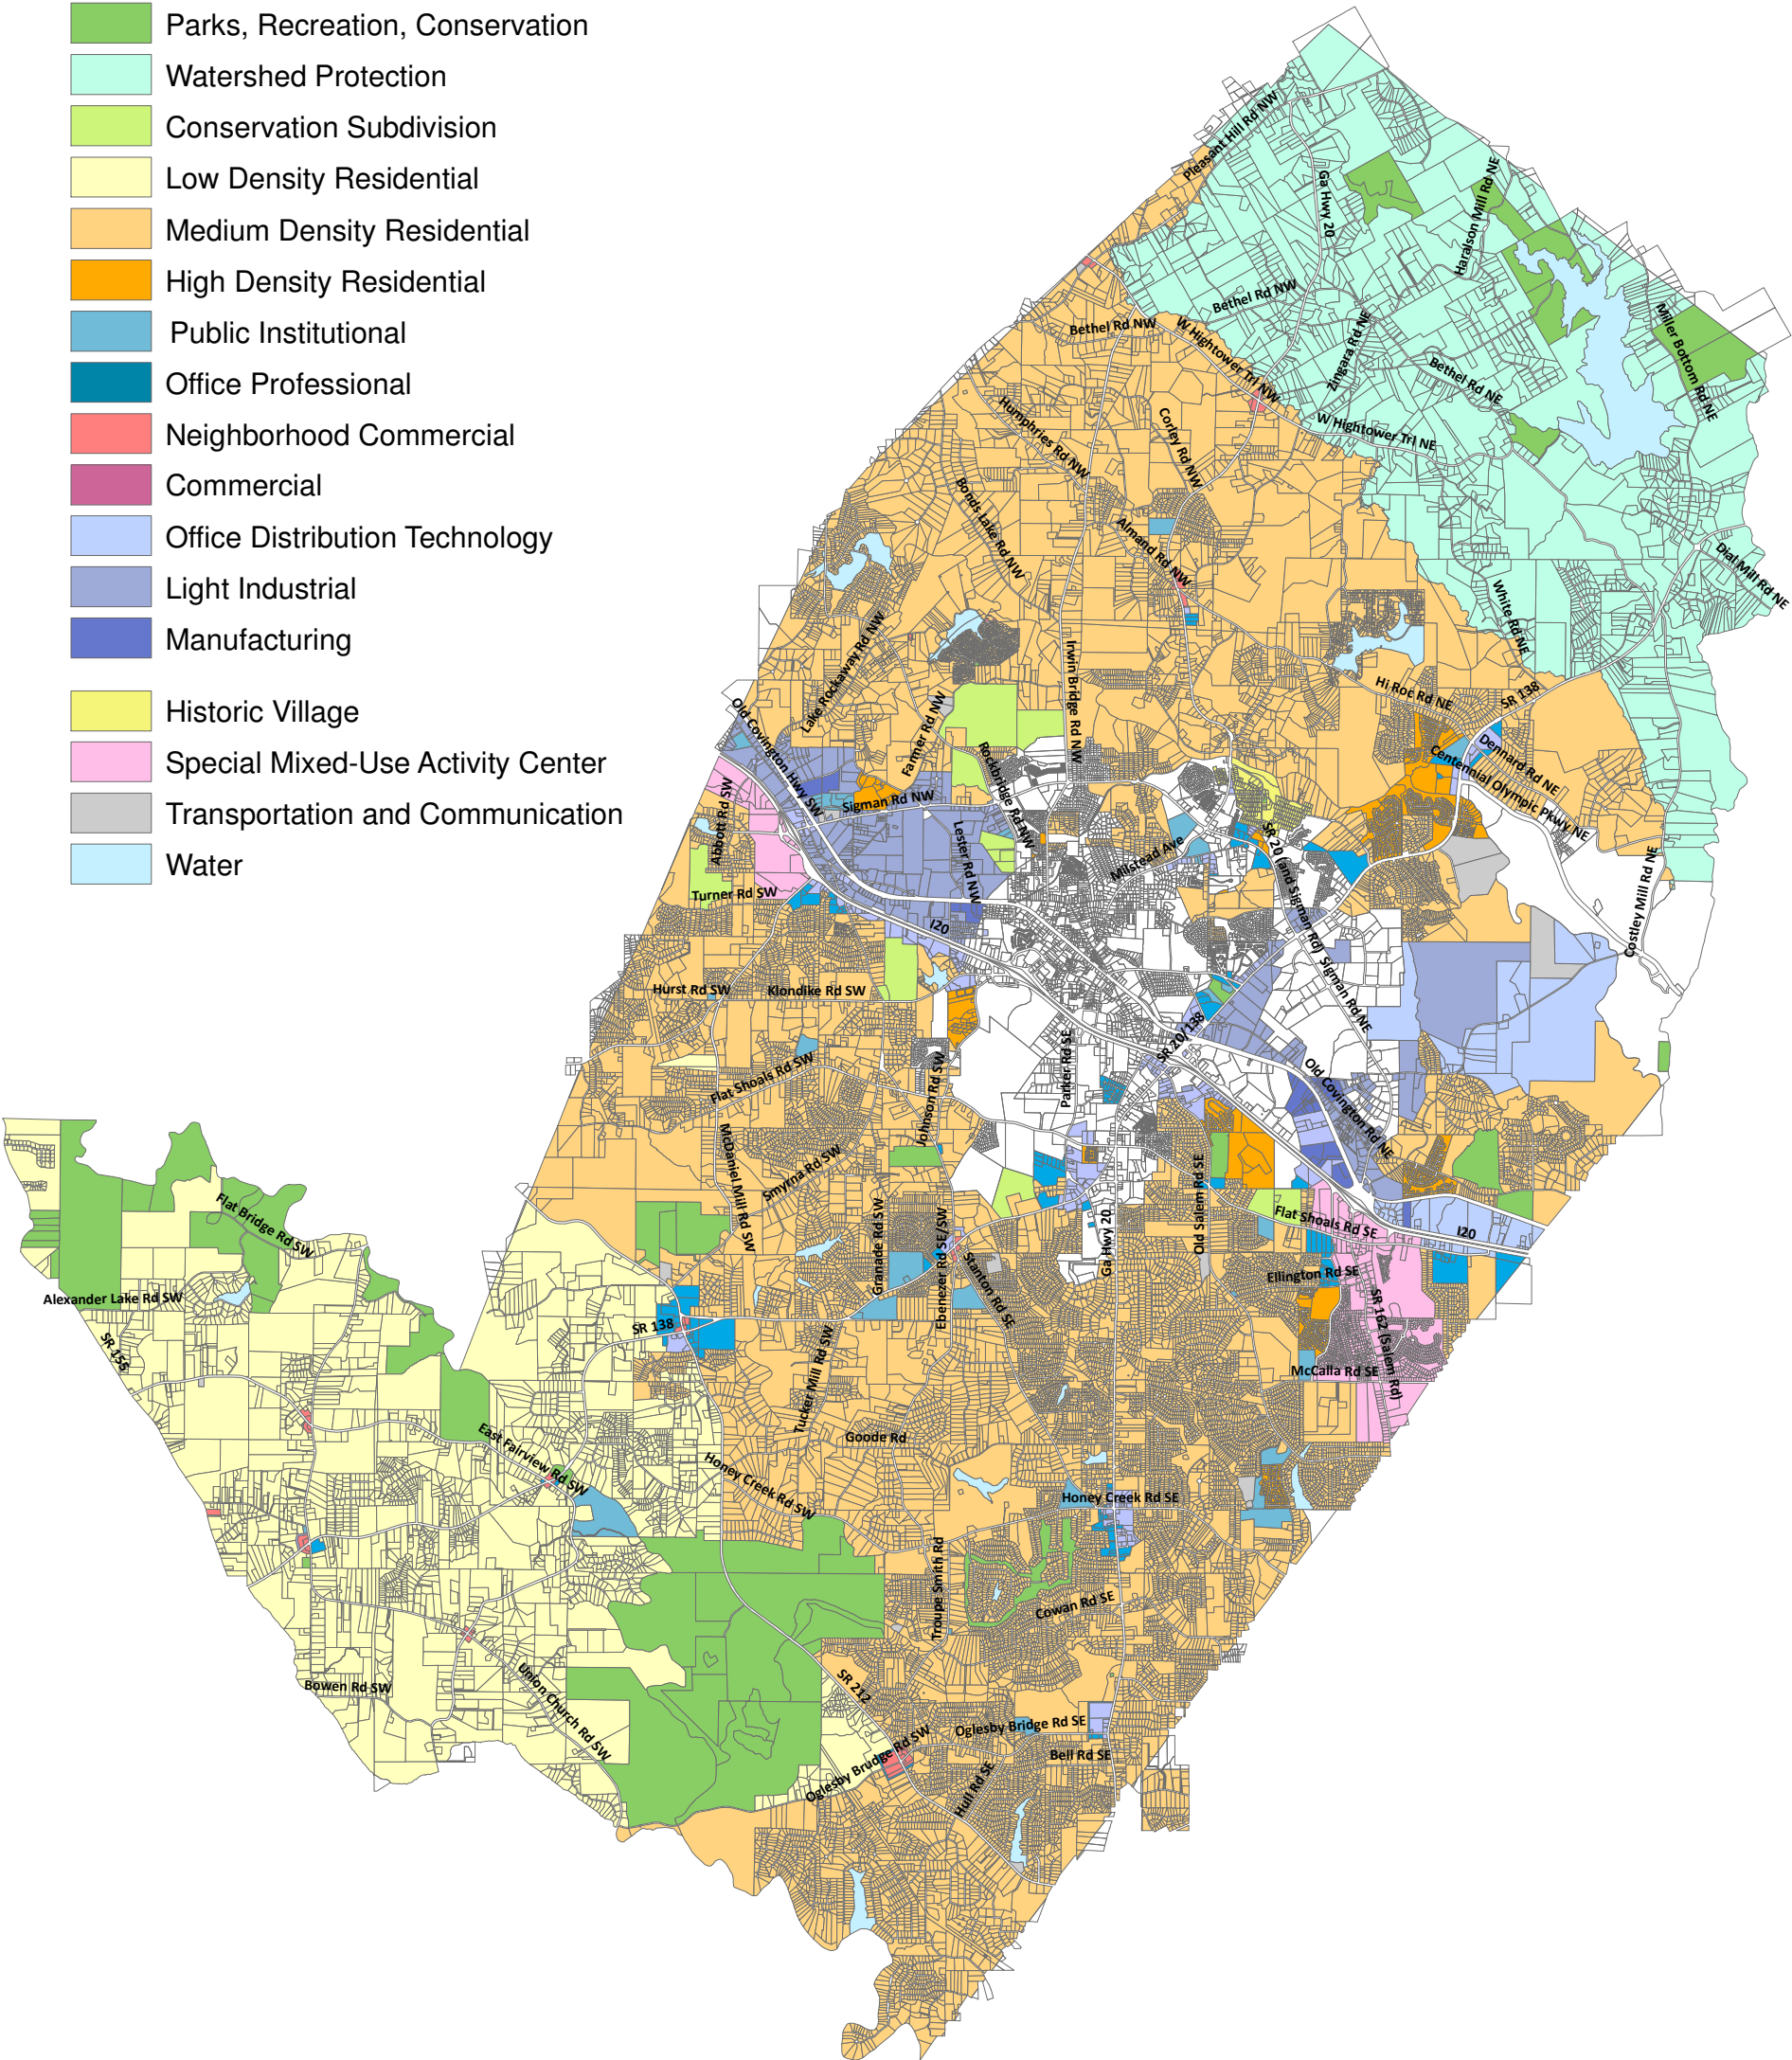 Parks, Recreation, Conservation
Watershed Protection
Conservation Subdivision
Low Density Residential
Medium Density Residential
High Density Residential
Public Institutional
Office Professional
Neighborhood Commercial
Commercial
Office Distribution Technology
Light Industrial
Manufacturing
Historic Village
Special Mixed-Use Activity Center
Transportation and Communication
Water
Pleasant Hill Rd NW
Ga Hwy 20
Haralson Mill Rd NE
Bethel Rd NW
Bethel Rd NW
W Hightower Trl NW
Zingara Rd NE
Miller Bottom Rd NE
Bethel Rd NE
W Hightower Trl NE
Humphries Rd NW
Corley Rd NW
Bonds Lake Rd NW
Almand Rd NW
Dial Mill Rd NE
White Rd NE
Lake Rockaway Rd NW
Irwin Bridge Rd NW
Hi Roc Rd NE
SR 138
Old Covington Hwy SW
Farmer Rd NW
Rockbridge Rd NW
Dennard Rd NE
Centennial Olympic Pkwy NE
Abbott Rd SW
Sigman Rd NW
Lester Rd NW
Milstead Ave
SR 20 (and Sigman Rd)
Turner Rd SW
I20
Costley Mill Rd NE
Hurst Rd SW
Klondike Rd SW
Sigman Rd NE
Parker Rd SE
SR 20/138
Flat Shoals Rd SW
Johnson Rd SW
Old Covington Rd NE
McDaniel Mill Rd SW
Smyrna Rd SW
Old Salem Rd SE
Flat Bridge Rd SW
Granade Rd SW
Ebenezer Rd SE/SW
Ga Hwy 20
Flat Shoals Rd SE
I20
Stanton Rd SE
Ellington Rd SE
Alexander Lake Rd SW
SR 155
SR 138
SR 162 (Salem Rd)
McCalla Rd SE
Tucker Mill Rd SW
Goode Rd
East Fairview Rd SW
Honey Creek Rd SW
Honey Creek Rd SE
Troupe Smith Rd
Cowan Rd SE
Bowen Rd SW
Union Church Rd SW
SR 212
Oglesby Brudge Rd SW
Oglesby Bridge Rd SE
Bell Rd SE
Hull Rd SE